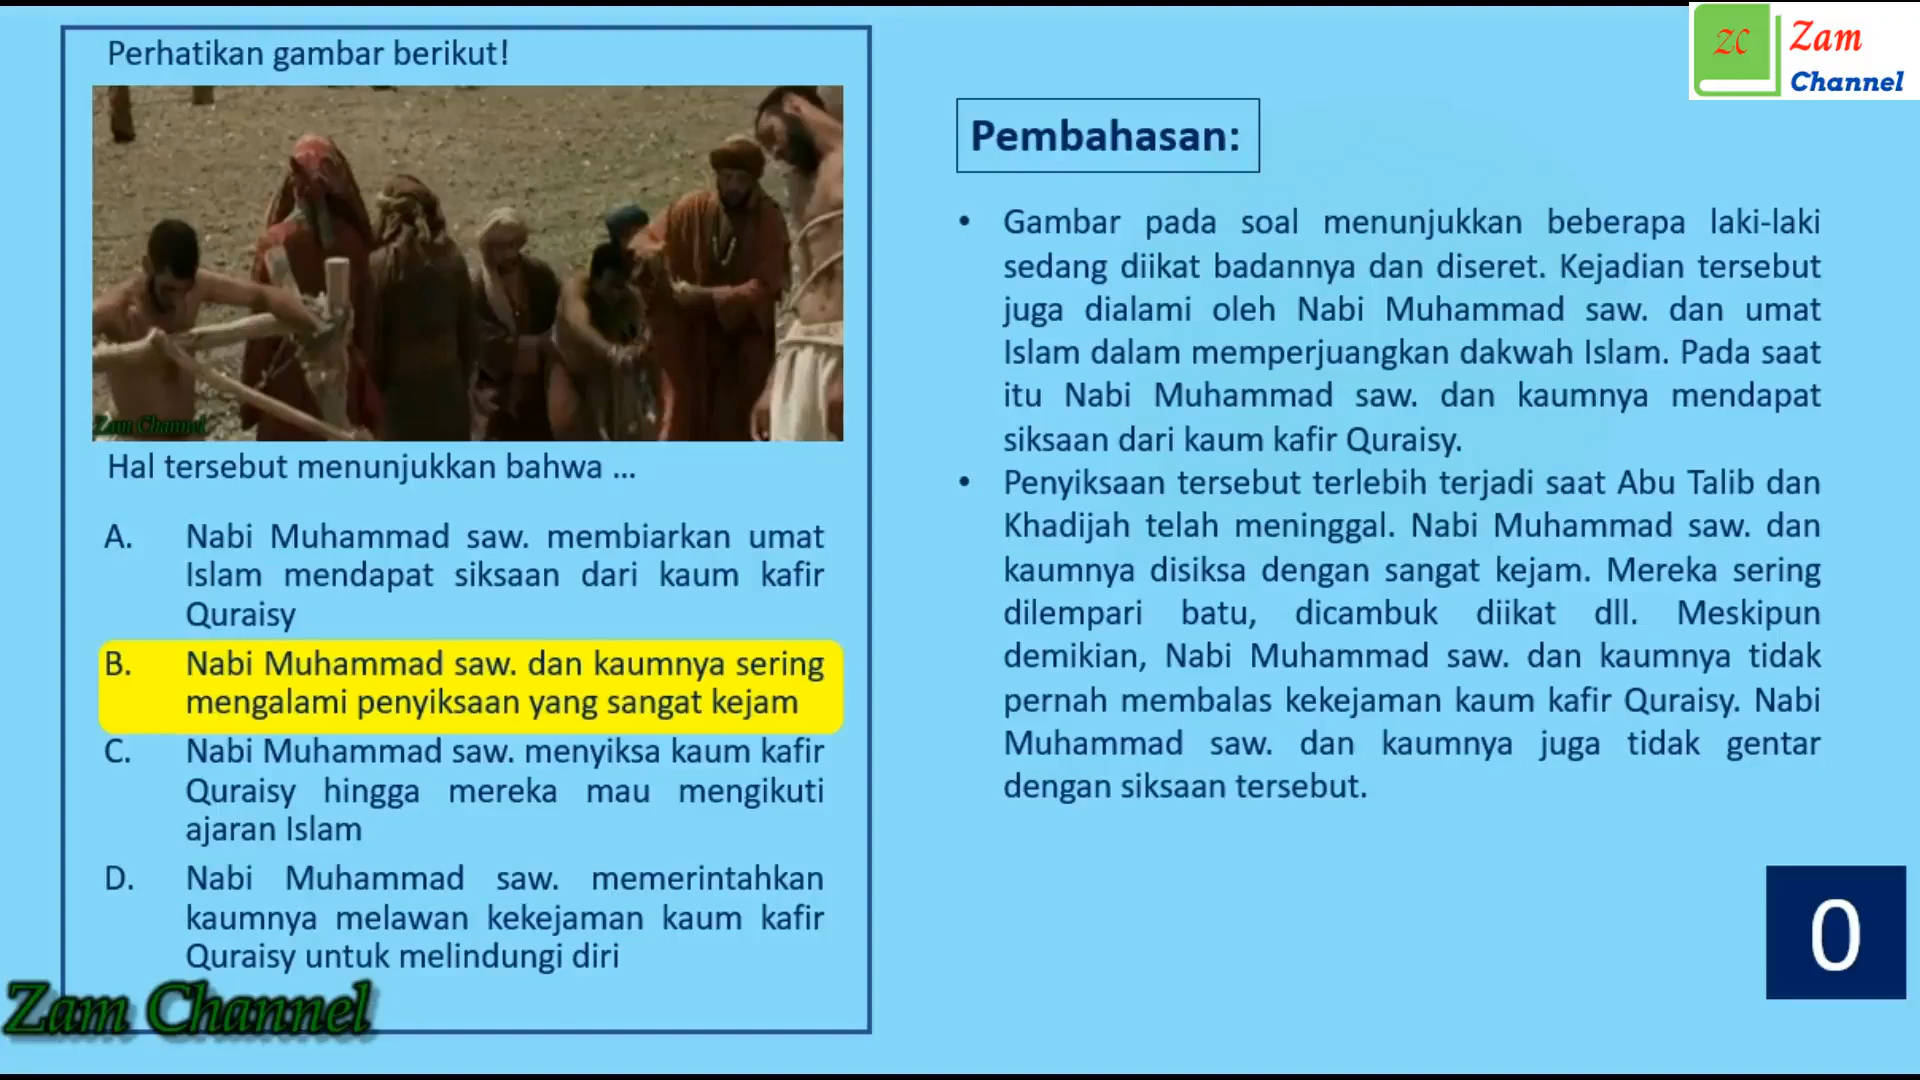 Perhatikan gambar berikut!
Zam Channel
Hal tersebut menunjukkan bahwa ...
A. Nabi Muhammad saw. membiarkan umat
Islam mendapat siksaan dari kaum kafir
Quraisy
B. Nabi Muhammad saw. dan kaumnya sering
mengalami penyiksaan yang sangat kejam
C. Nabi Muhammad saw. menyiksa kaum kafir
Quraisy hingga mereka mau mengikuti
ajaran Islam
D. Nabi Muhammad saw. memerintahkan
kaumnya melawan kekejaman kaum kafir
Quraisy untuk melindungi diri
Zam Channel
ZC
Zam
Channel
Pembahasan:
• Gambar pada soal menunjukkan beberapa laki-laki
sedang diikat badannya dan diseret. Kejadian tersebut
juga dialami oleh Nabi Muhammad saw. dan umat
Islam dalam memperjuangkan dakwah Islam. Pada saat
itu Nabi Muhammad saw. dan kaumnya mendapat
siksaan dari kaum kafir Quraisy.
• Penyiksaan tersebut terlebih terjadi saat Abu Talib dan
Khadijah telah meninggal. Nabi Muhammad saw. dan
kaumnya disiksa dengan sangat kejam. Mereka sering
dilempari batu, dicambuk diikat dll. Meskipun
demikian, Nabi Muhammad saw. dan kaumnya tidak
pernah membalas kekejaman kaum kafir Quraisy. Nabi
Muhammad saw. dan kaumnya juga tidak gentar
dengan siksaan tersebut.
0